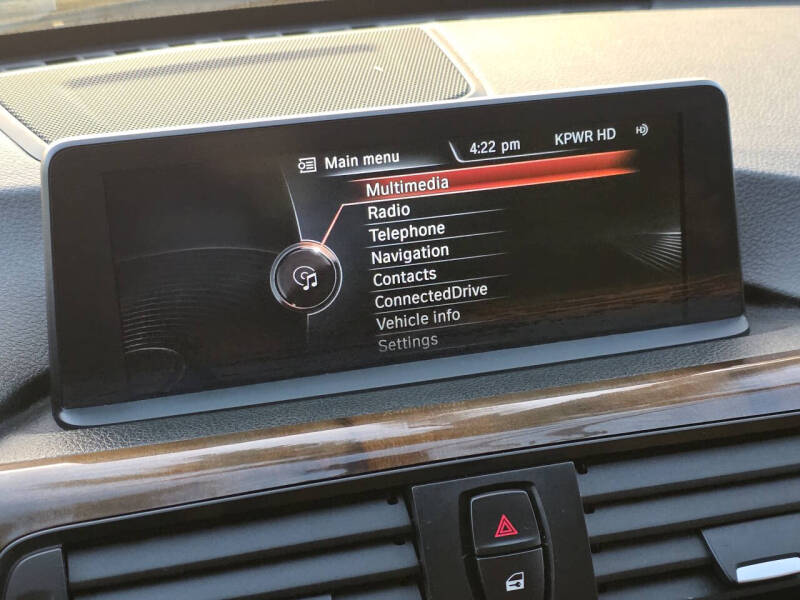 Main menu
4:22 pm
KPWR HD
Multimedia
Radio
Telephone
Navigation
Contacts
ConnectedDrive
Vehicle info
Settings